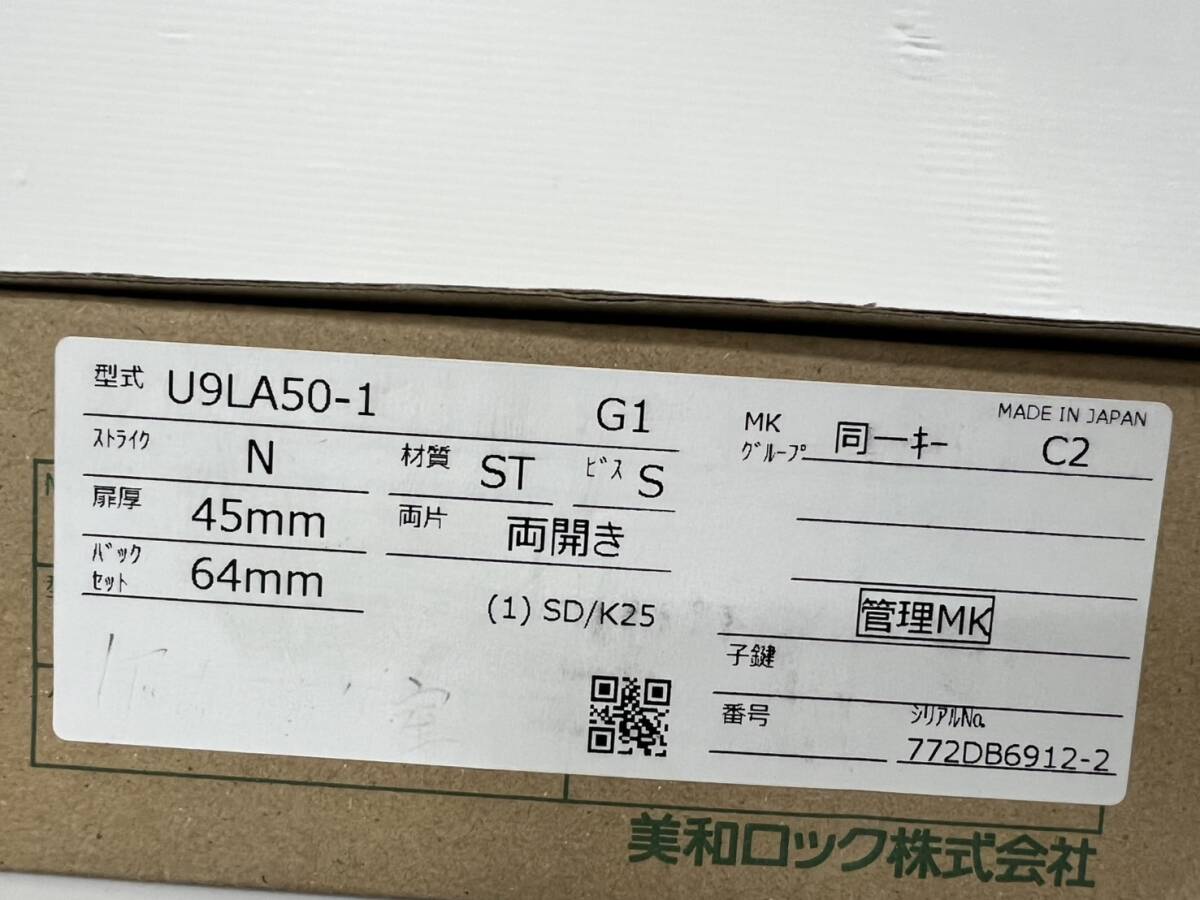 型式 U9LA50-1 G1
ストライク N 材質 ST ビス S
扉厚 45mm 両片 両開き
バックセット 64mm
(1) SD/K25
MADE IN JAPAN
MKグループ 同一キー C2
管理MK
子鍵
番号 シリアルNo.
772DB6912-2
室
美和ロック株式会社